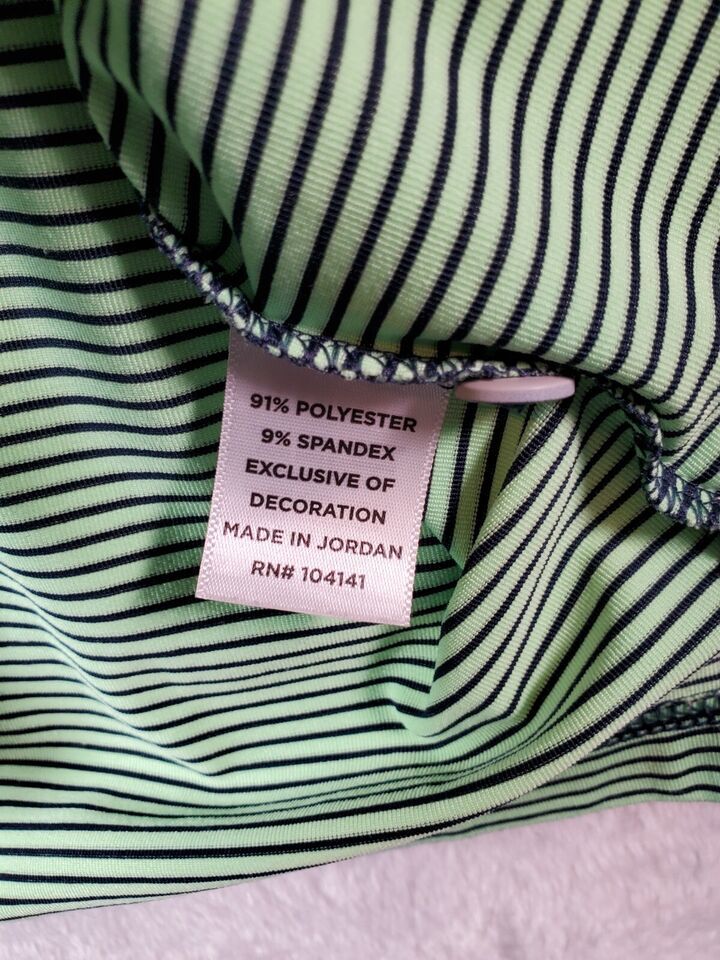 91% POLYESTER
9% SPANDEX
EXCLUSIVE OF
DECORATION
MADE IN JORDAN
RN# 104141